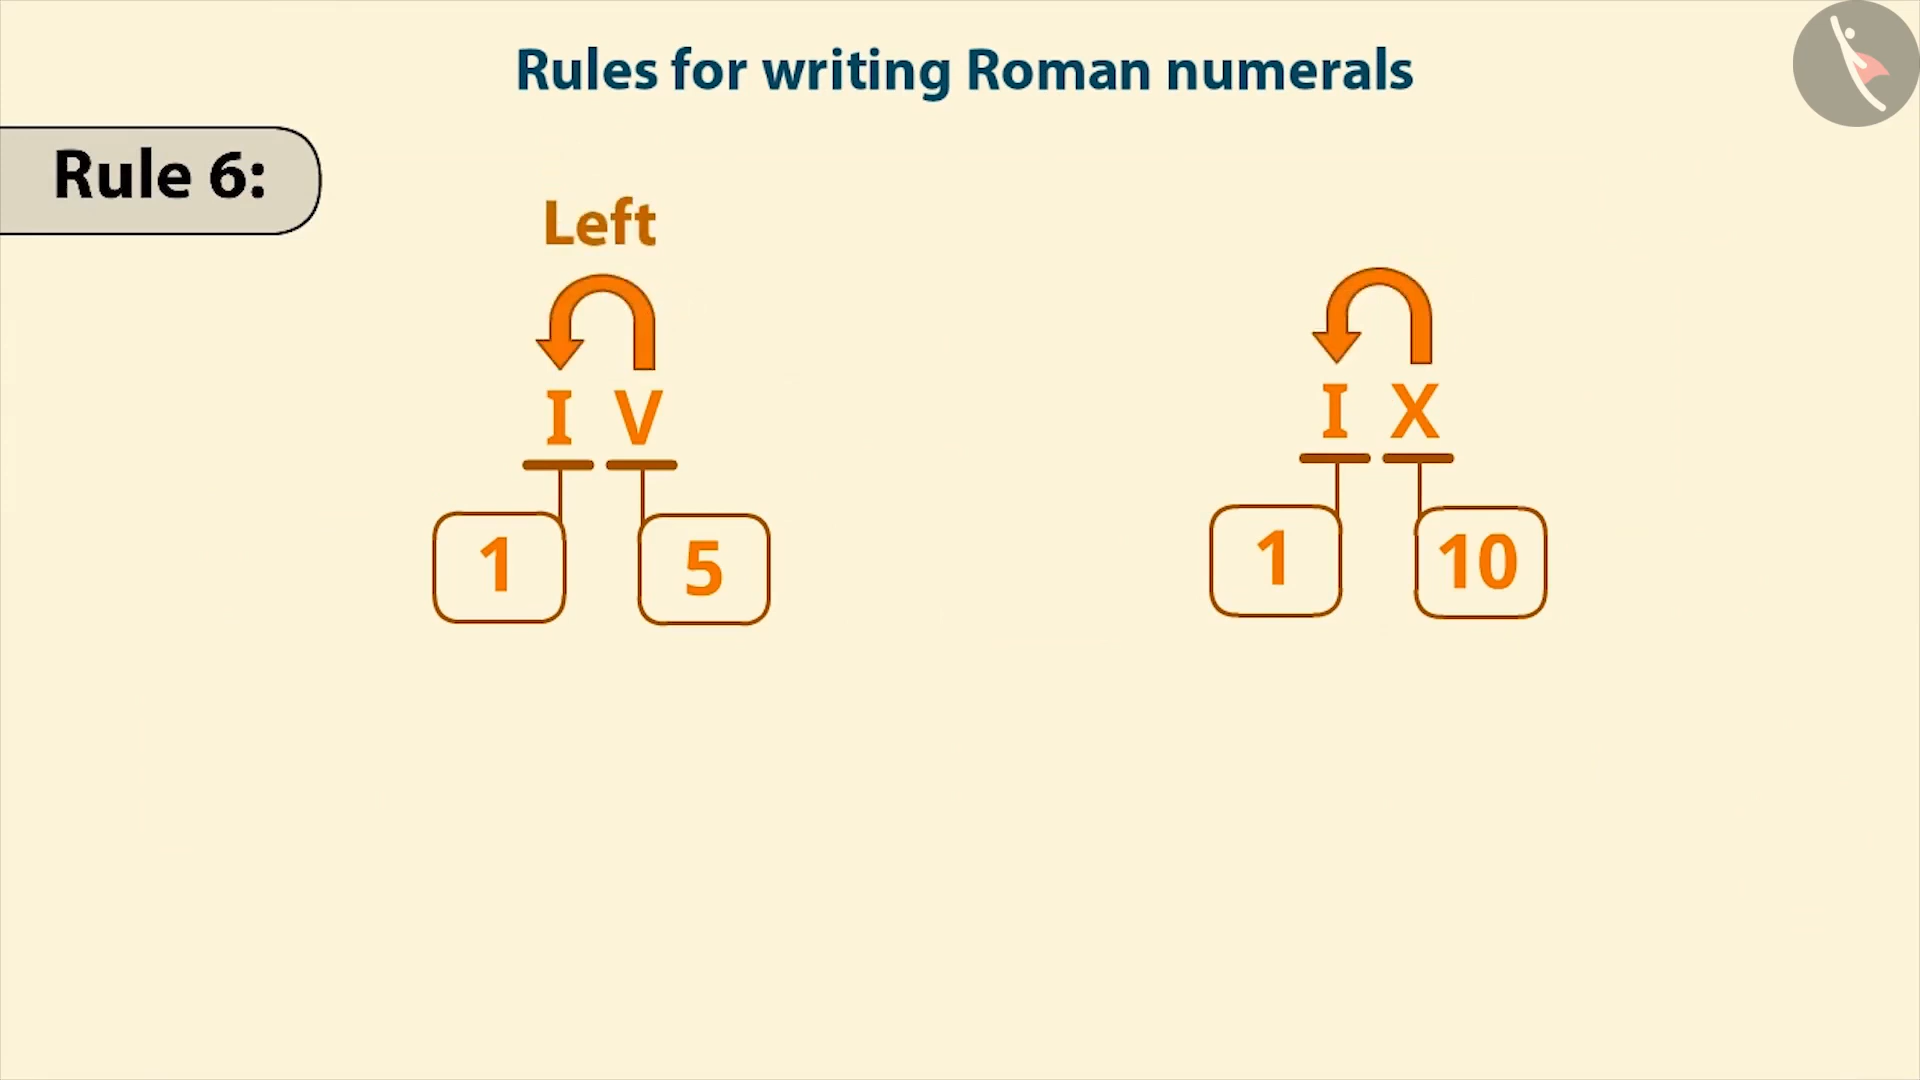 Rules for writing Roman numerals
Rule 6:
Left
I V
I X
1 5
1 10